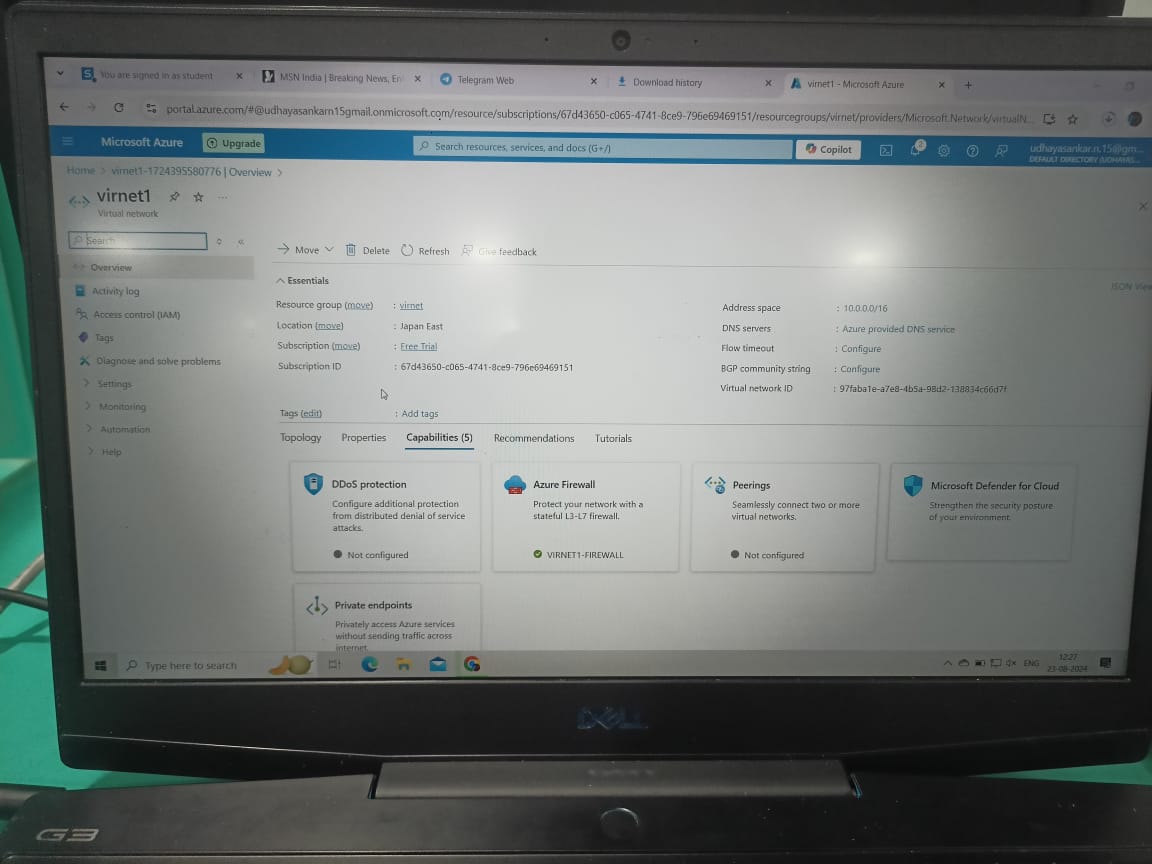 You are signed in as student
MSN India | Breaking News, En
Telegram Web
Download history
virnet1 - Microsoft Azure
portal.azure.com/#@udhayasankarn15gmail.onmicrosoft.com/resource/subscriptions/67d43650-c065-4741-8ce9-796e69469151/resourcegroups/virnet/providers/Microsoft.Network/virtualN...
Microsoft Azure
Upgrade
Search resources, services, and docs (G+/)
Copilot
2
udhayasankar.n.15@gm...
DEFAULT DIRECTORY (UDHAYAS...
Home > virnet1-1724395580776 | Overview >
virnet1
Virtual network
Search
Overview
Activity log
Access control (IAM)
Tags
Diagnose and solve problems
Settings
Monitoring
Automation
Help
Move
Delete
Refresh
Give feedback
Essentials
JSON View
Resource group (move) : virnet
Location (move) : Japan East
Subscription (move) : Free Trial
Subscription ID : 67d43650-c065-4741-8ce9-796e69469151
Address space : 10.0.0.0/16
DNS servers : Azure provided DNS service
Flow timeout : Configure
BGP community string : Configure
Virtual network ID : 97faba1e-a7e8-4b5a-98d2-138834c66d7f
Tags (edit) : Add tags
Topology
Properties
Capabilities (5)
Recommendations
Tutorials
DDoS protection
Configure additional protection
from distributed denial of service
attacks.
Not configured
Azure Firewall
Protect your network with a
stateful L3-L7 firewall.
VIRNET1-FIREWALL
Peerings
Seamlessly connect two or more
virtual networks.
Not configured
Microsoft Defender for Cloud
Strengthen the security posture
of your environment.
Private endpoints
Privately access Azure services
without sending traffic across
internet.
Type here to search
ENG
12:27
23-08-2024
DELL
G3